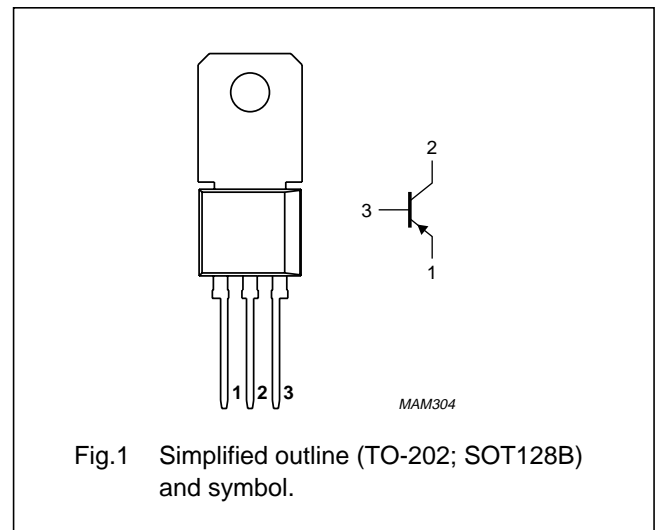 2
3
1
1 2 3
MAM304
Fig.1 Simplified outline (TO-202; SOT128B)
and symbol.